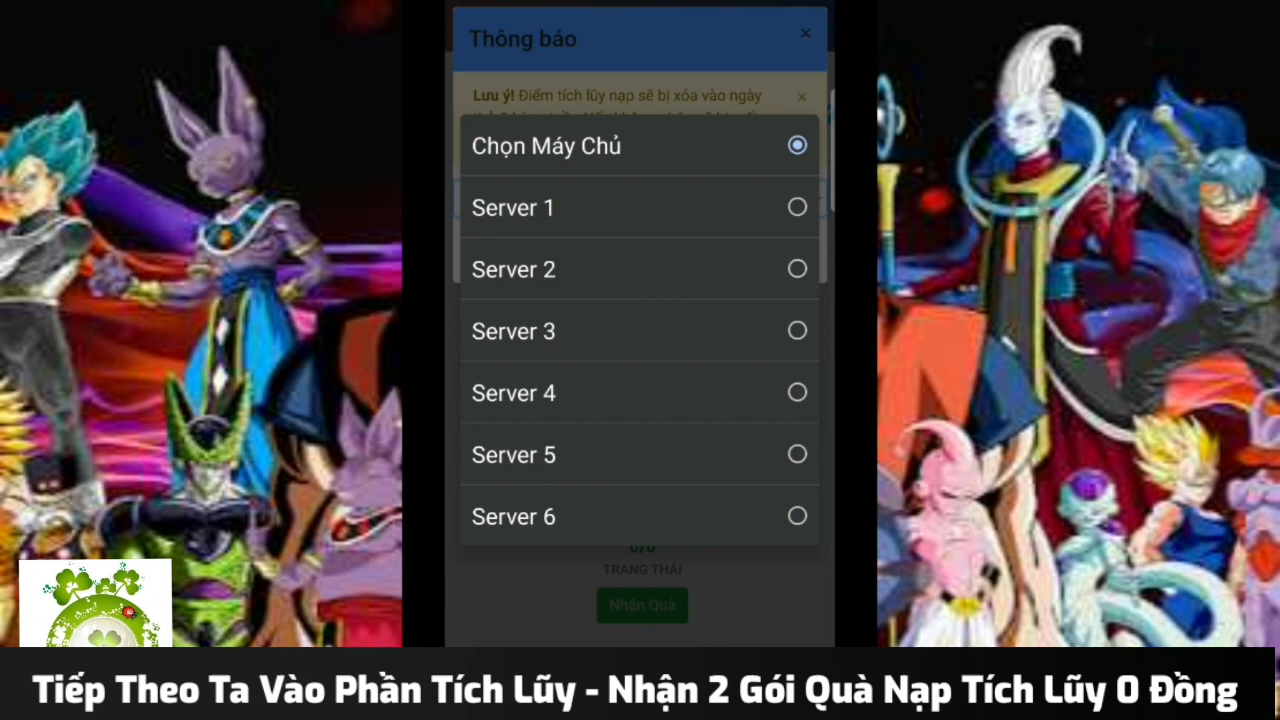 Thông báo
×
Lưu ý! Điểm tích lũy nạp sẽ bị xóa vào ngày
×
Chọn Máy Chủ
Server 1
Server 2
Server 3
Server 4
Server 5
Server 6
0/0
TRẠNG THÁI
Nhận Quà
Tiếp Theo Ta Vào Phần Tích Lũy - Nhận 2 Gói Quà Nạp Tích Lũy 0 Đồng